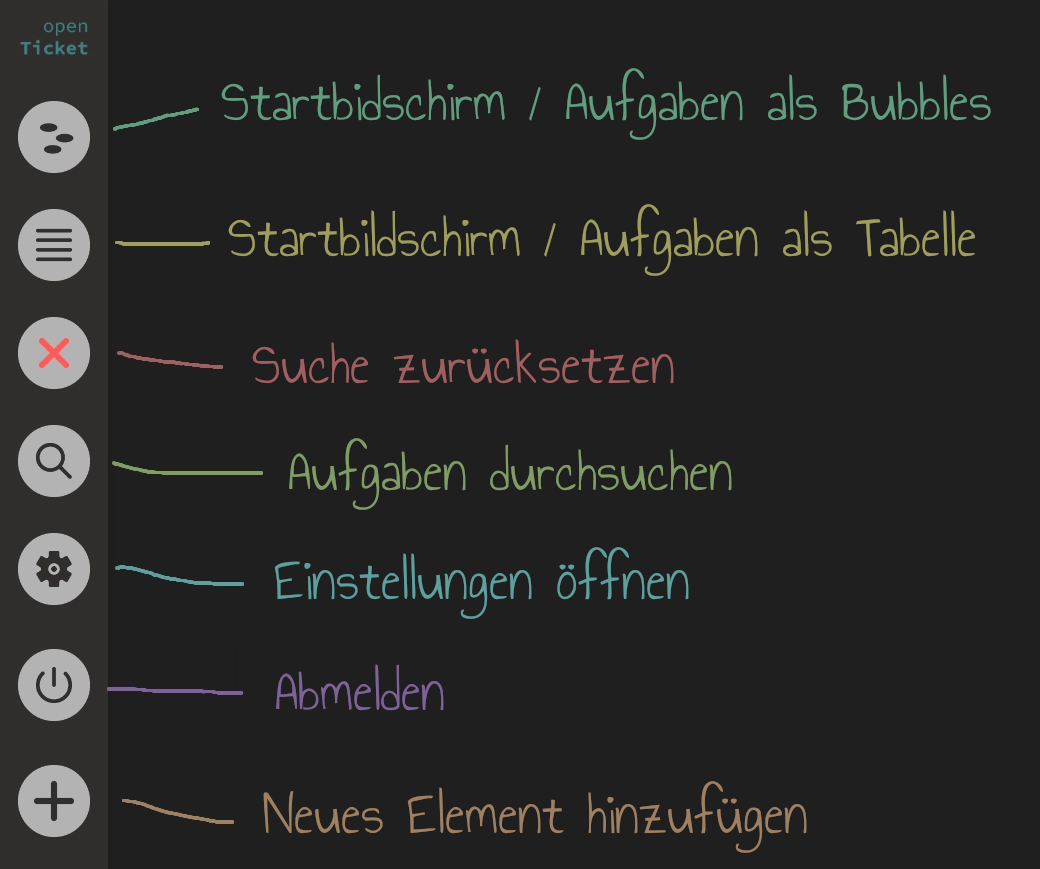 open
Ticket
Startbidschirm / Aufgaben als Bubbles
Startbildschirm / Aufgaben als Tabelle
Suche zurücksetzen
Aufgaben durchsuchen
Einstellungen öffnen
Abmelden
Neues Element hinzufügen